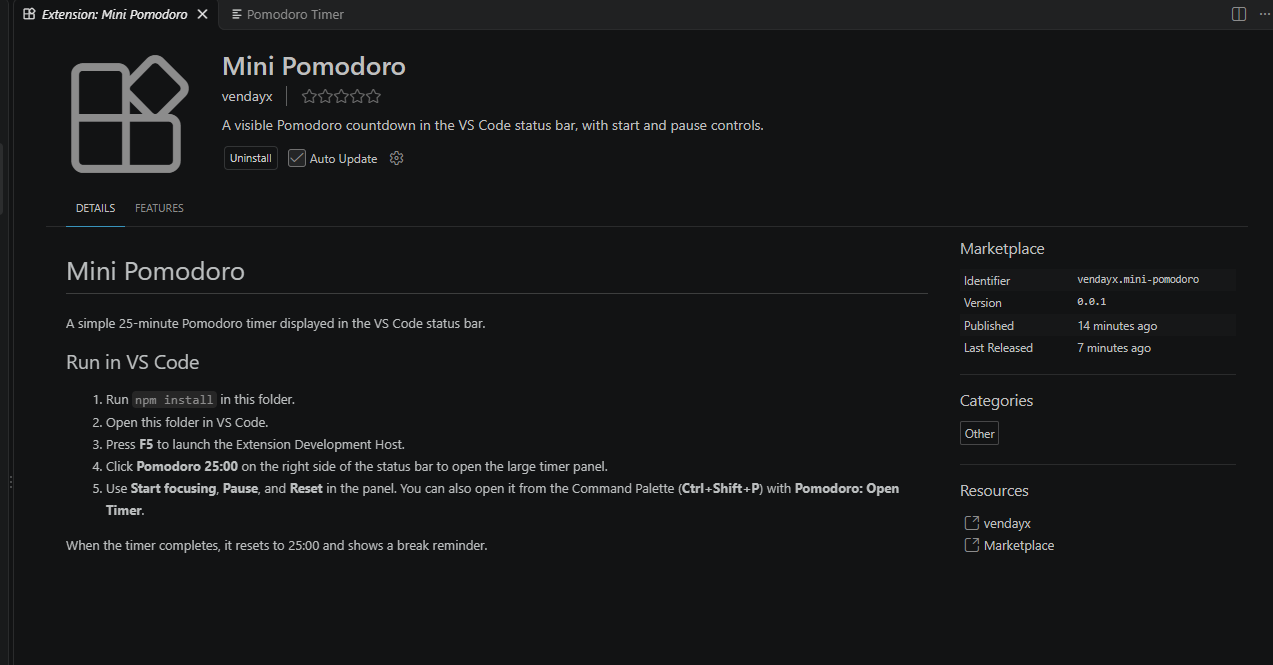 Extension: Mini Pomodoro
Pomodoro Timer
Mini Pomodoro
vendayx
A visible Pomodoro countdown in the VS Code status bar, with start and pause controls.
Uninstall
Auto Update
DETAILS
FEATURES
Mini Pomodoro
A simple 25-minute Pomodoro timer displayed in the VS Code status bar.
Run in VS Code
1. Run npm install in this folder.
2. Open this folder in VS Code.
3. Press F5 to launch the Extension Development Host.
4. Click Pomodoro 25:00 on the right side of the status bar to open the large timer panel.
5. Use Start focusing, Pause, and Reset in the panel. You can also open it from the Command Palette (Ctrl+Shift+P) with Pomodoro: Open
Timer.
When the timer completes, it resets to 25:00 and shows a break reminder.
Marketplace
Identifier vendayx.mini-pomodoro
Version 0.0.1
Published 14 minutes ago
Last Released 7 minutes ago
Categories
Other
Resources
vendayx
Marketplace